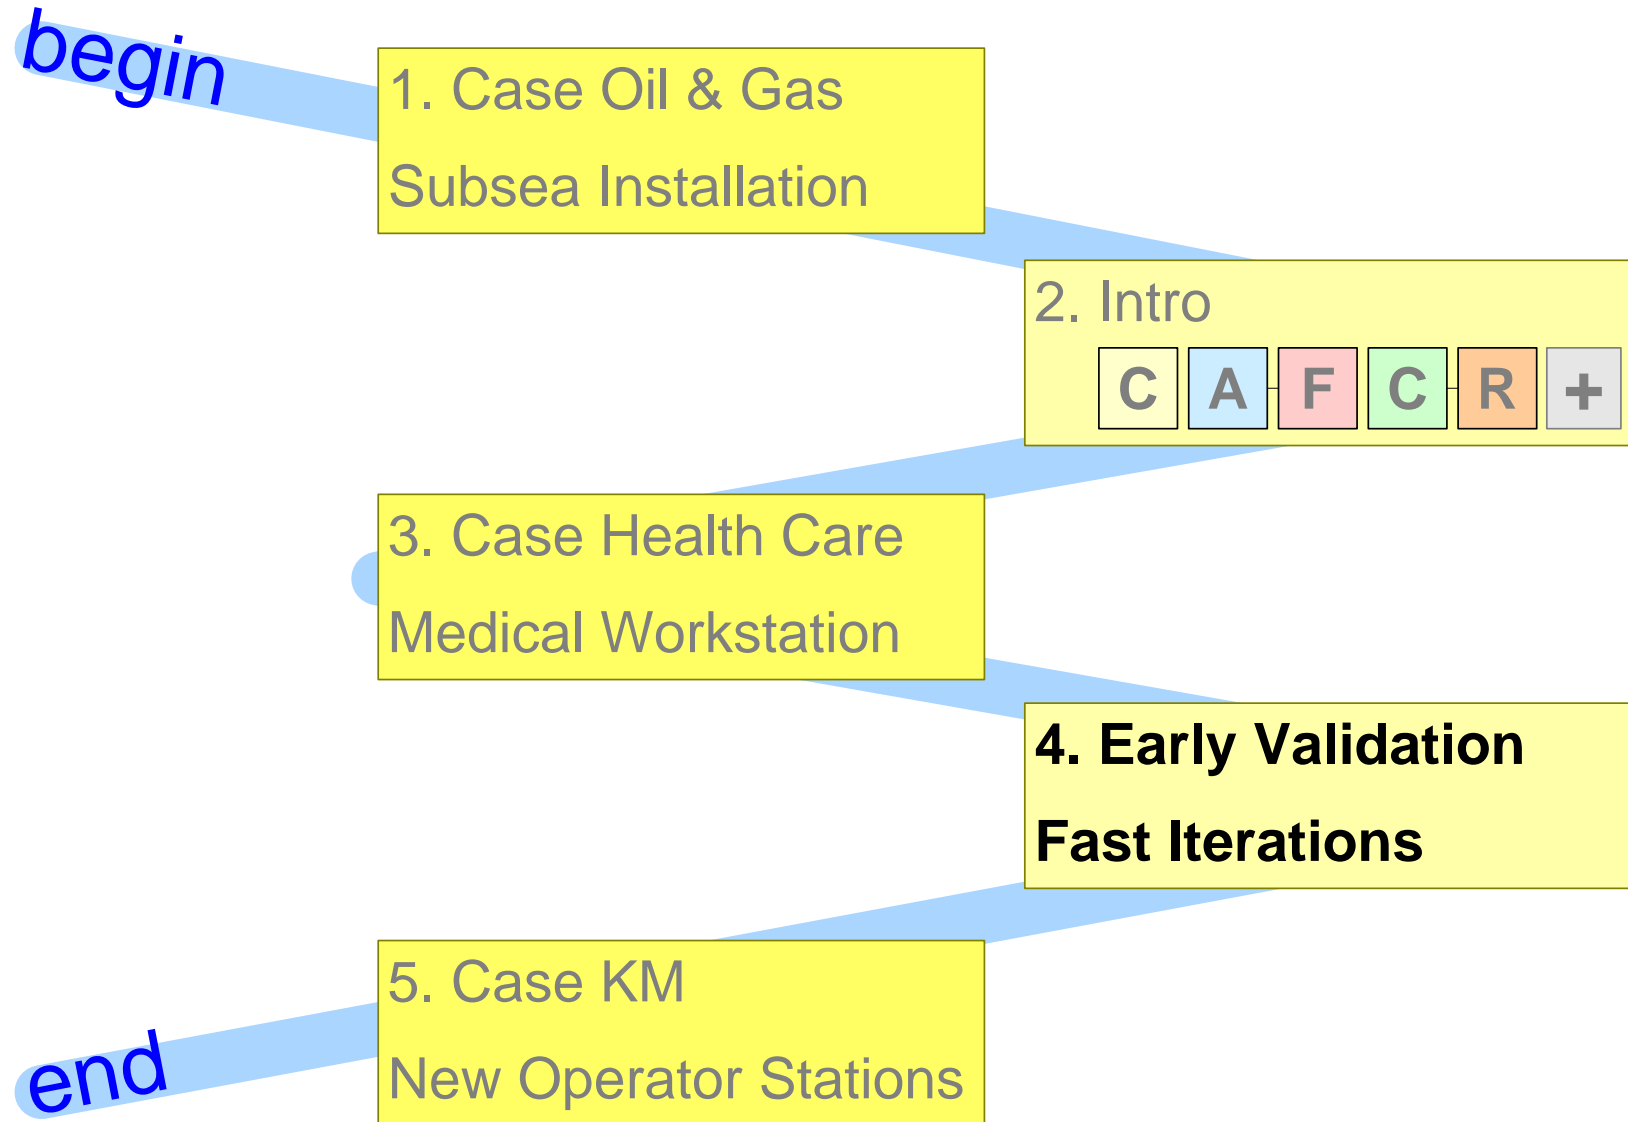 begin
1. Case Oil & Gas
Subsea Installation
2. Intro
C A F C R +
3. Case Health Care
Medical Workstation
4. Early Validation
Fast Iterations
5. Case KM
New Operator Stations
end